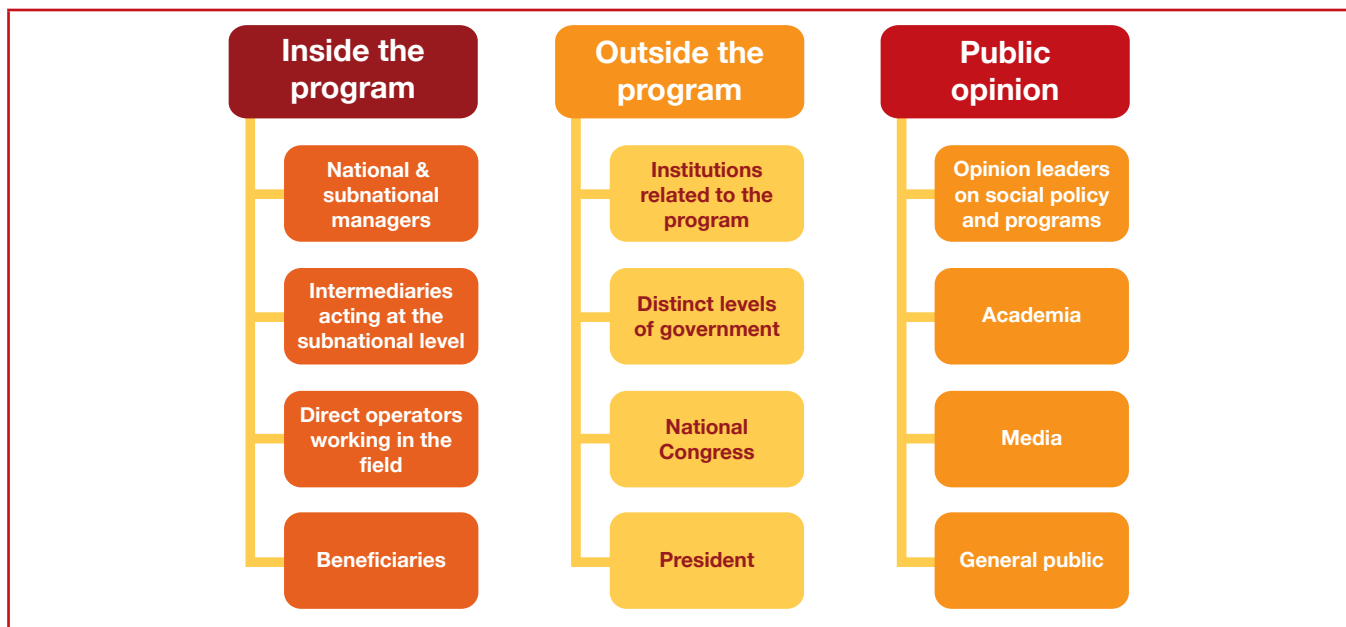 Inside the
program
National &
subnational
managers
Intermediaries
acting at the
subnational level
Direct operators
working in the
field
Beneficiaries
Outside the
program
Institutions
related to the
program
Distinct levels
of government
National
Congress
President
Public
opinion
Opinion leaders
on social policy
and programs
Academia
Media
General public